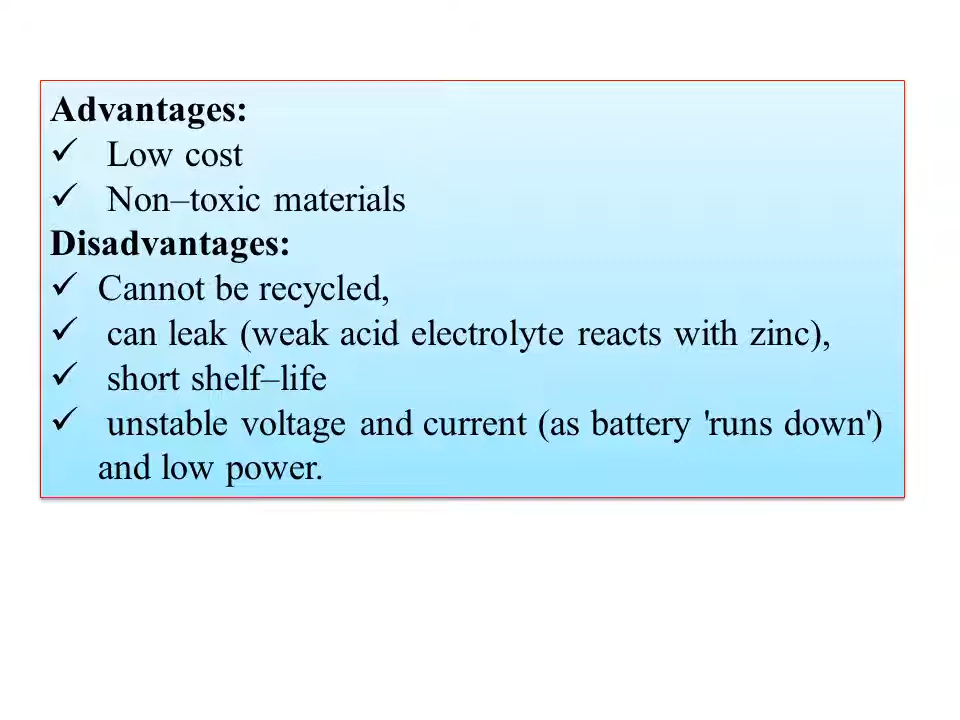 Advantages:
✓ Low cost
✓ Non–toxic materials
Disadvantages:
✓ Cannot be recycled,
✓ can leak (weak acid electrolyte reacts with zinc),
✓ short shelf–life
✓ unstable voltage and current (as battery 'runs down')
and low power.